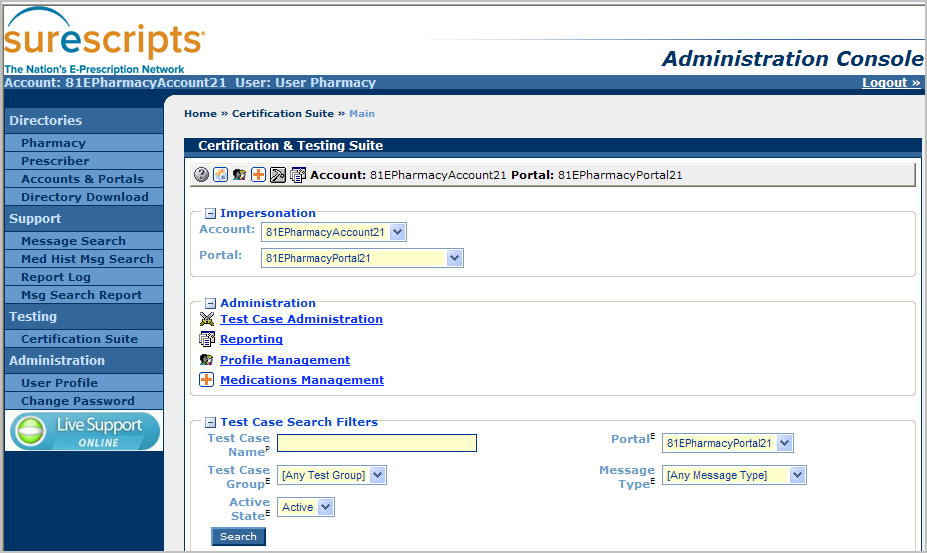 surescripts
The Nation's E-Prescription Network
Administration Console
Account: 81EPharmacyAccount21 User: User Pharmacy
Logout »
Directories
Pharmacy
Prescriber
Accounts & Portals
Directory Download
Support
Message Search
Med Hist Msg Search
Report Log
Msg Search Report
Testing
Certification Suite
Administration
User Profile
Change Password
Live Support
ONLINE
Home » Certification Suite » Main
Certification & Testing Suite
Account: 81EPharmacyAccount21 Portal: 81EPharmacyPortal21
Impersonation
Account: 81EPharmacyAccount21
Portal: 81EPharmacyPortal21
Administration
Test Case Administration
Reporting
Profile Management
Medications Management
Test Case Search Filters
Test Case
Name P
Portal E 81EPharmacyPortal21
Test Case
Group E [Any Test Group]
Message
Type E [Any Message Type]
Active
State E Active
Search